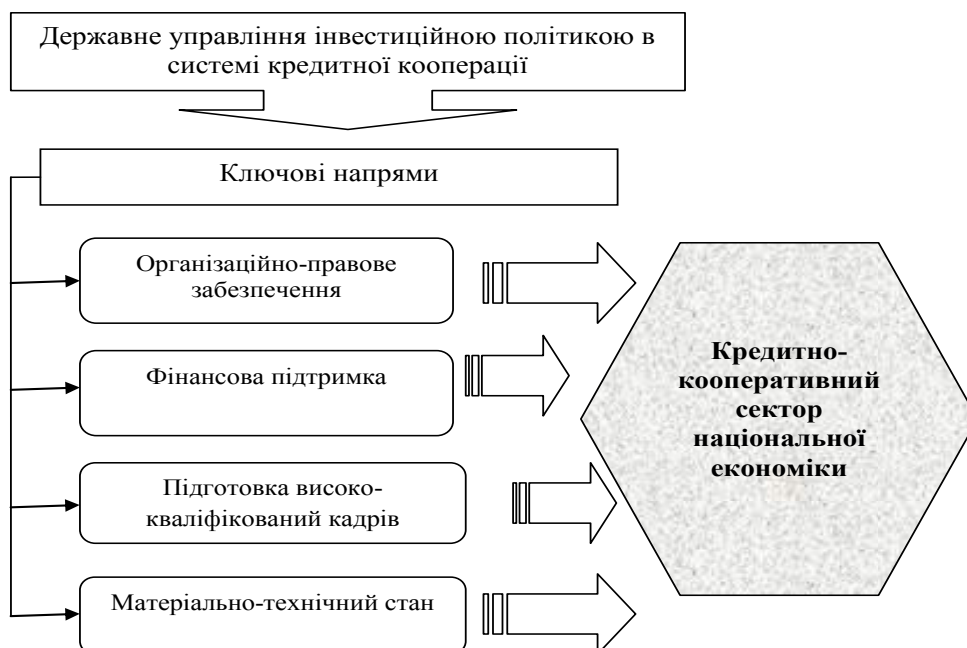 Державне управління інвестиційною політикою в
системі кредитної кооперації
Ключові напрями
Організаційно-правове
забезпечення
Фінансова підтримка
Підготовка високо-
кваліфікований кадрів
Матеріально-технічний стан
Кредитно-
кооперативний
сектор
національної
економіки